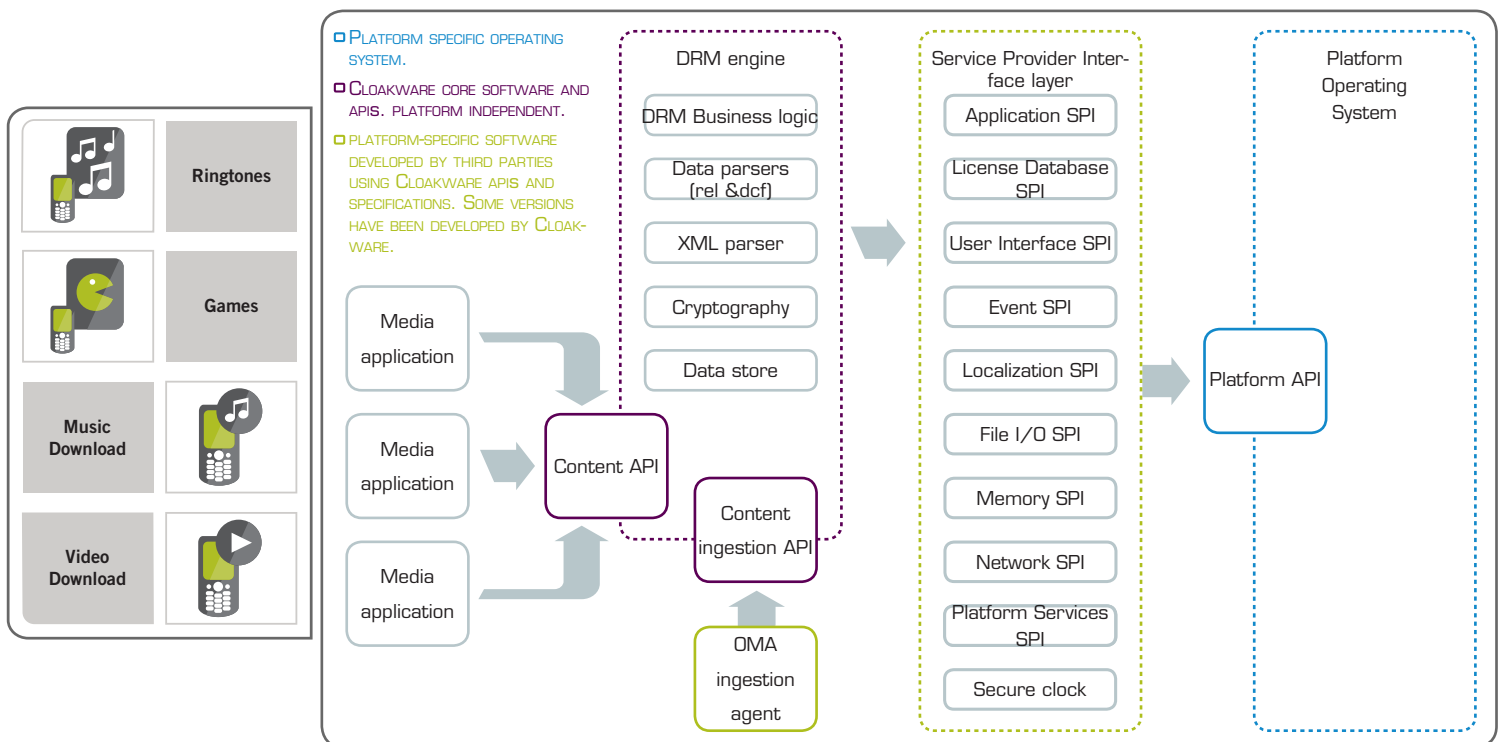 Ringtones
Games
Music
Download
Video
Download
PLATFORM SPECIFIC OPERATING
SYSTEM.
CLOAKWARE CORE SOFTWARE AND
APIS. PLATFORM INDEPENDENT.
PLATFORM-SPECIFIC SOFTWARE
DEVELOPED BY THIRD PARTIES
USING CLOAKWARE APIS AND
SPECIFICATIONS. SOME VERSIONS
HAVE BEEN DEVELOPED BY CLOAK-
WARE.
Media
application
Media
application
Media
application
Content API
DRM engine
DRM Business logic
Data parsers
(rel &dcf)
XML parser
Cryptography
Data store
Content
ingestion API
OMA
ingestion
agent
Service Provider Inter-
face layer
Application SPI
License Database
SPI
User Interface SPI
Event SPI
Localization SPI
File I/O SPI
Memory SPI
Network SPI
Platform Services
SPI
Secure clock
Platform API
Platform
Operating
System